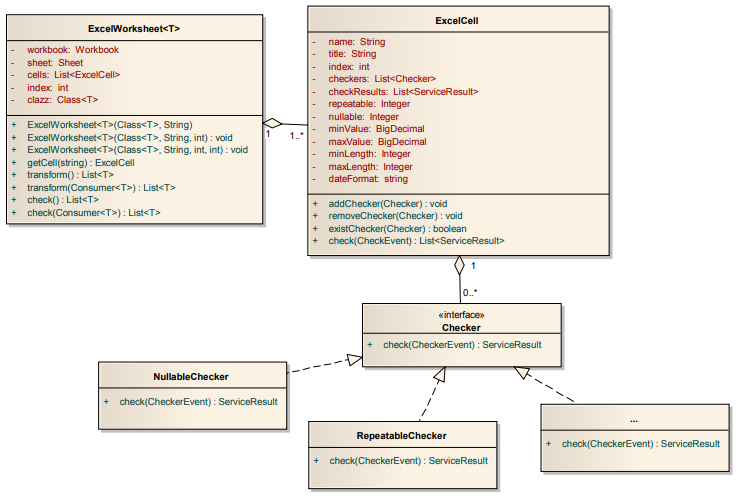 ExcelWorksheet<T>
- workbook: Workbook
- sheet: Sheet
- cells: List<ExcelCell>
- index: int
- clazz: Class<T>
+ ExcelWorksheet<T>(Class<T>, String)
+ ExcelWorksheet<T>(Class<T>, String, int) : void
+ ExcelWorksheet<T>(Class<T>, String, int, int) : void
+ getCell(string) : ExcelCell
+ transform() : List<T>
+ transform(Consumer<T>) : List<T>
+ check() : List<T>
+ check(Consumer<T>) : List<T>
1
1..*
ExcelCell
- name: String
- title: String
- index: int
- checkers: List<Checker>
- checkResults: List<ServiceResult>
- repeatable: Integer
- nullable: Integer
- minValue: BigDecimal
- maxValue: BigDecimal
- minLength: Integer
- maxLength: Integer
- dateFormat: string
+ addChecker(Checker) : void
+ removeChecker(Checker) : void
+ existChecker(Checker) : boolean
+ check(CheckEvent) : List<ServiceResult>
1
0..*
«interface»
Checker
+ check(CheckerEvent) : ServiceResult
NullableChecker
+ check(CheckerEvent) : ServiceResult
RepeatableChecker
+ check(CheckerEvent) : ServiceResult
...
+ check(CheckerEvent) : ServiceResult